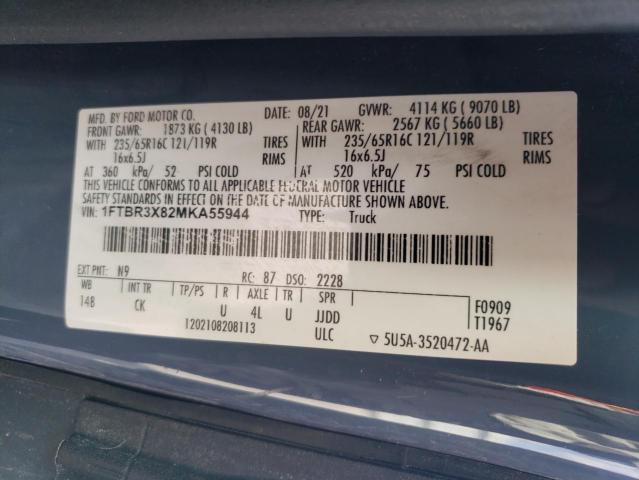 MFD. BY FORD MOTOR CO. DATE: 08/21 GVWR: 4114 KG ( 9070 LB)
FRONT GAWR: 1873 KG ( 4130 LB) REAR GAWR: 2567 KG ( 5660 LB)
WITH 235/65R16C 121/119R TIRES WITH 235/65R16C 121/119R TIRES
16x6.5J RIMS 16x6.5J RIMS
AT 360 kPa/ 52 PSI COLD AT 520 kPa/ 75 PSI COLD
THIS VEHICLE CONFORMS TO ALL APPLICABLE FEDERAL MOTOR VEHICLE
SAFETY STANDARDS IN EFFECT ON THE DATE OF MANUFACTURE SHOWN ABOVE.
VIN: 1FTBR3X82MKA55944 TYPE: Truck
EXT PNT: N9 RC: 87 DSO: 2228
WB INT TR TP/PS R AXLE TR SPR F0909
148 CK U 4L U JJDD T1967
1202108208113 ULC ▽ 5U5A-3520472-AA